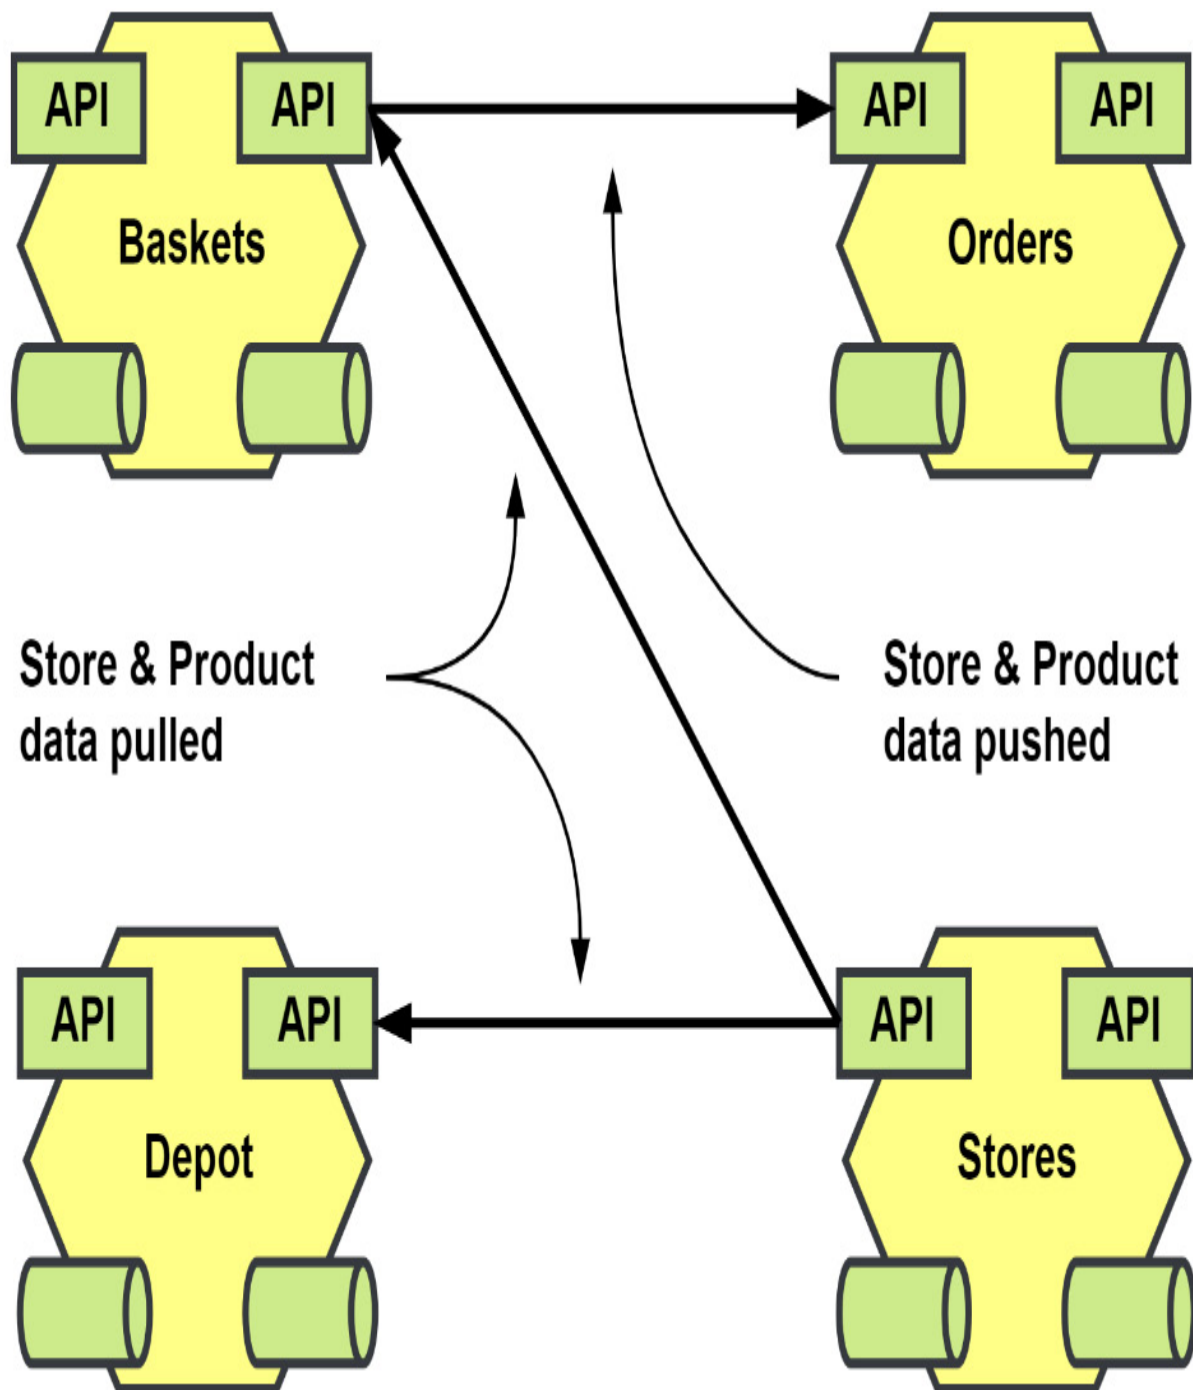 API
API
API
API
Baskets
Orders
Store & Product
data pulled
Store & Product
data pushed
API
API
API
API
Depot
Stores